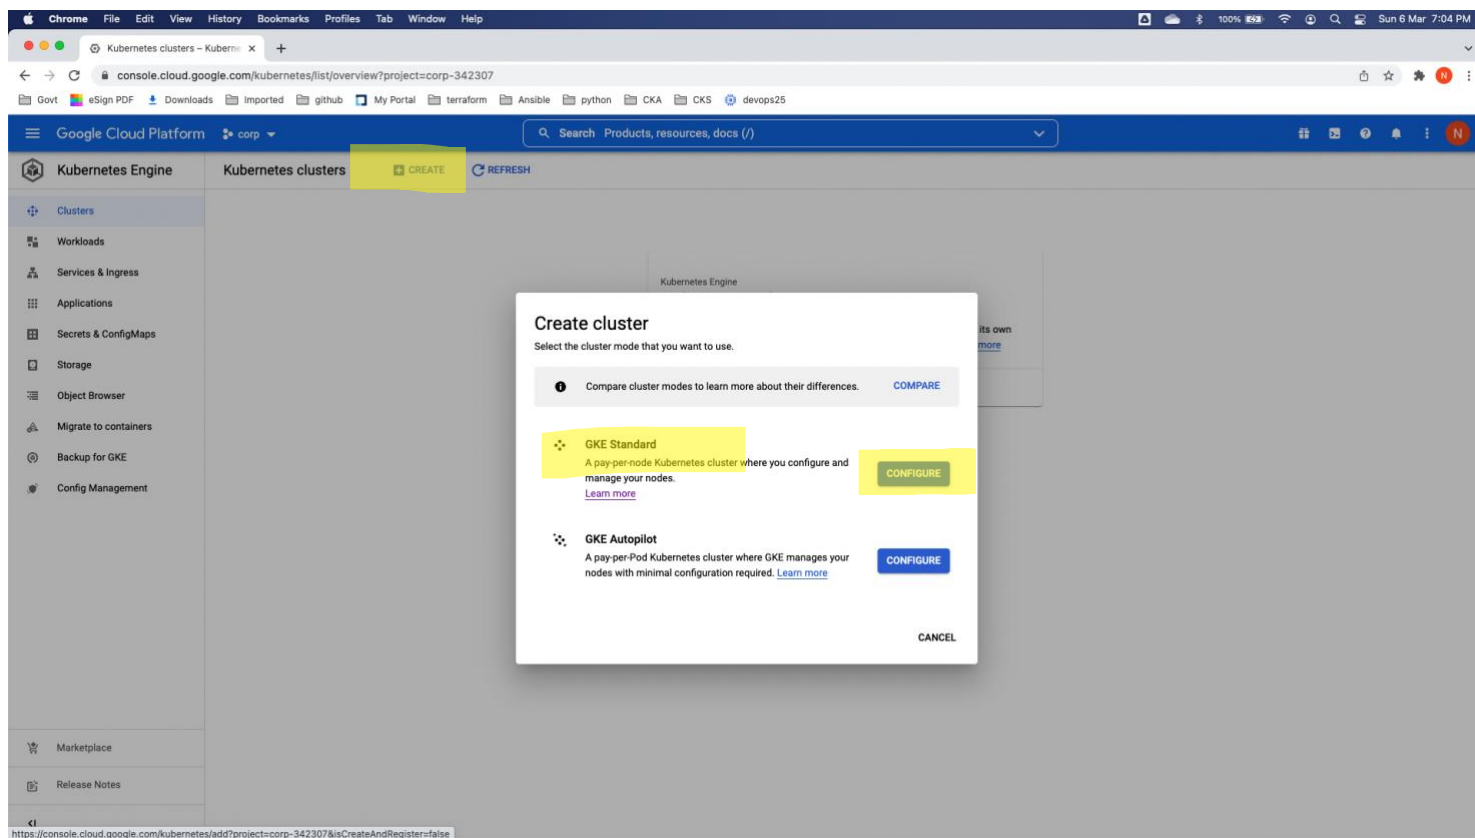 Chrome File Edit View History Bookmarks Profiles Tab Window Help 100% Sun 6 Mar 7:04 PM
Kubernetes clusters – Kuberne
console.cloud.google.com/kubernetes/list/overview?project=corp-342307
Govt eSign PDF Downloads Imported github My Portal terraform Ansible python CKA CKS devops25
Google Cloud Platform corp Search Products, resources, docs (/) N
Kubernetes Engine Kubernetes clusters CREATE REFRESH
Clusters
Workloads
Services & Ingress
Applications
Secrets & ConfigMaps
Storage
Object Browser
Migrate to containers
Backup for GKE
Config Management
Marketplace
Release Notes
Kubernetes Engine
its own
more
Create cluster
Select the cluster mode that you want to use.
Compare cluster modes to learn more about their differences. COMPARE
GKE Standard
A pay-per-node Kubernetes cluster where you configure and
manage your nodes.
Learn more
CONFIGURE
GKE Autopilot
A pay-per-Pod Kubernetes cluster where GKE manages your
nodes with minimal configuration required. Learn more
CONFIGURE
CANCEL
https://console.cloud.google.com/kubernetes/add?project=corp-342307&isCreateAndRegister=false